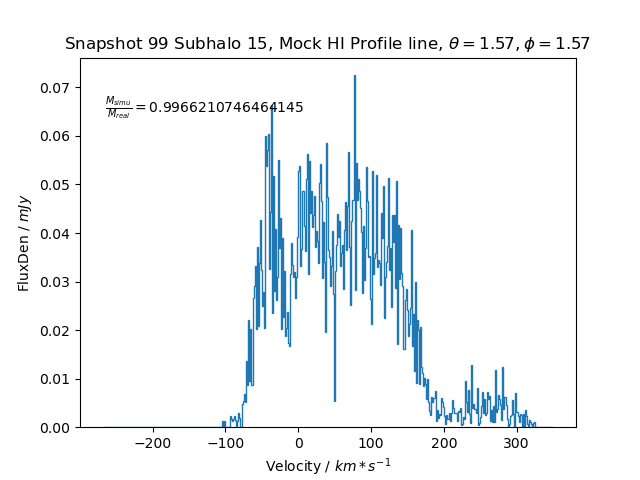 Snapshot 99 Subhalo 15, Mock HI Profile line, θ = 1.57, ϕ = 1.57
M_simu/M_real = 0.9966210746464145
0.07
0.06
0.05
0.04
0.03
0.02
0.01
0.00
FluxDen / mJy
−200 −100 0 100 200 300
Velocity / km * s⁻¹